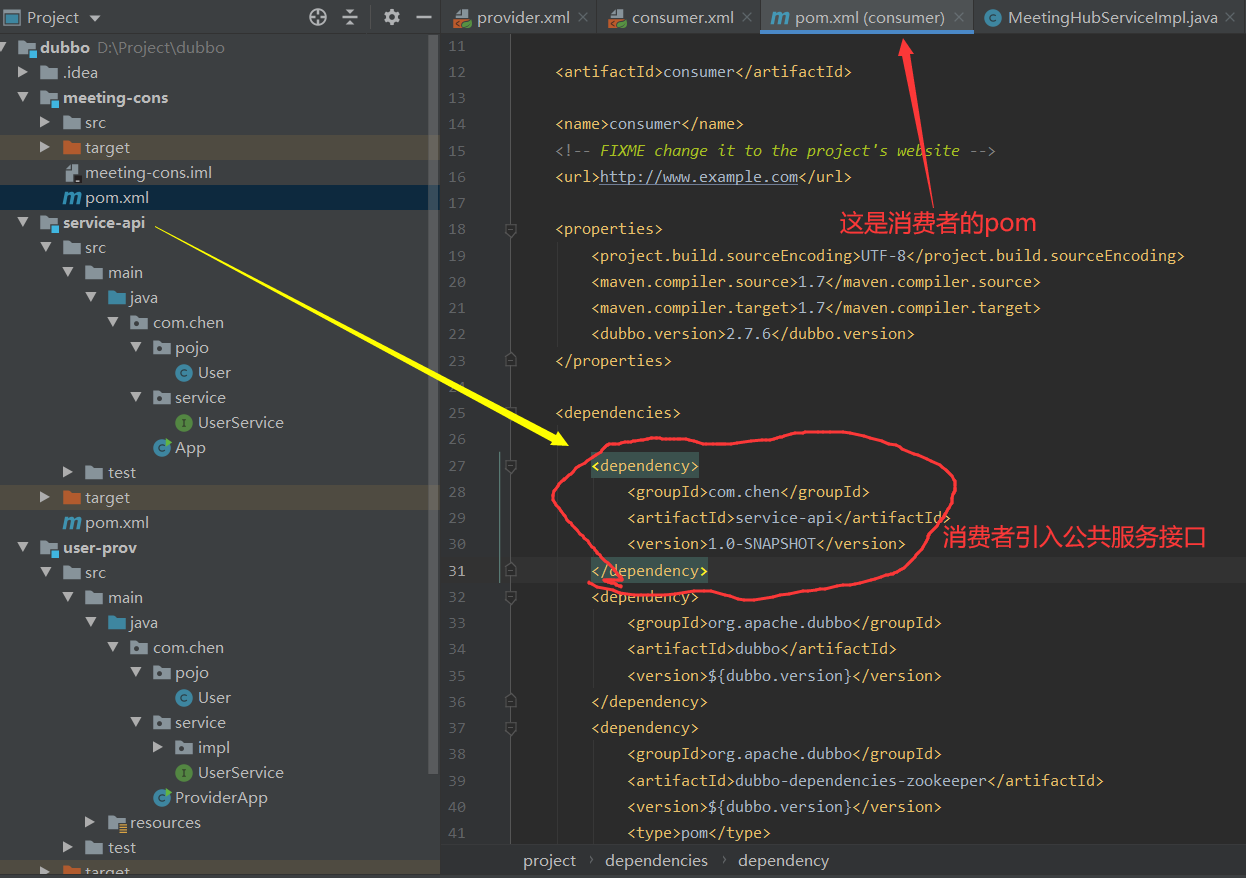 Project
dubbo D:\Project\dubbo
.idea
meeting-cons
src
target
meeting-cons.iml
pom.xml
service-api
src
main
java
com.chen
pojo
User
service
UserService
App
test
target
pom.xml
user-prov
src
main
java
com.chen
pojo
User
service
impl
UserService
ProviderApp
resources
test
target
provider.xml
consumer.xml
pom.xml (consumer)
MeetingHubServiceImpl.java
11
12 <artifactId>consumer</artifactId>
13
14 <name>consumer</name>
15 <!-- FIXME change it to the project's website -->
16 <url>http://www.example.com</url>
17
这是消费者的pom
18 <properties>
19 <project.build.sourceEncoding>UTF-8</project.build.sourceEncoding>
20 <maven.compiler.source>1.7</maven.compiler.source>
21 <maven.compiler.target>1.7</maven.compiler.target>
22 <dubbo.version>2.7.6</dubbo.version>
23 </properties>
25 <dependencies>
26
27 <dependency>
28 <groupId>com.chen</groupId>
29 <artifactId>service-api</artifactId>
消费者引入公共服务接口
30 <version>1.0-SNAPSHOT</version>
31 </dependency>
32 <dependency>
33 <groupId>org.apache.dubbo</groupId>
34 <artifactId>dubbo</artifactId>
35 <version>${dubbo.version}</version>
36 </dependency>
37 <dependency>
38 <groupId>org.apache.dubbo</groupId>
39 <artifactId>dubbo-dependencies-zookeeper</artifactId>
40 <version>${dubbo.version}</version>
41 <type>pom</type>
project › dependencies › dependency